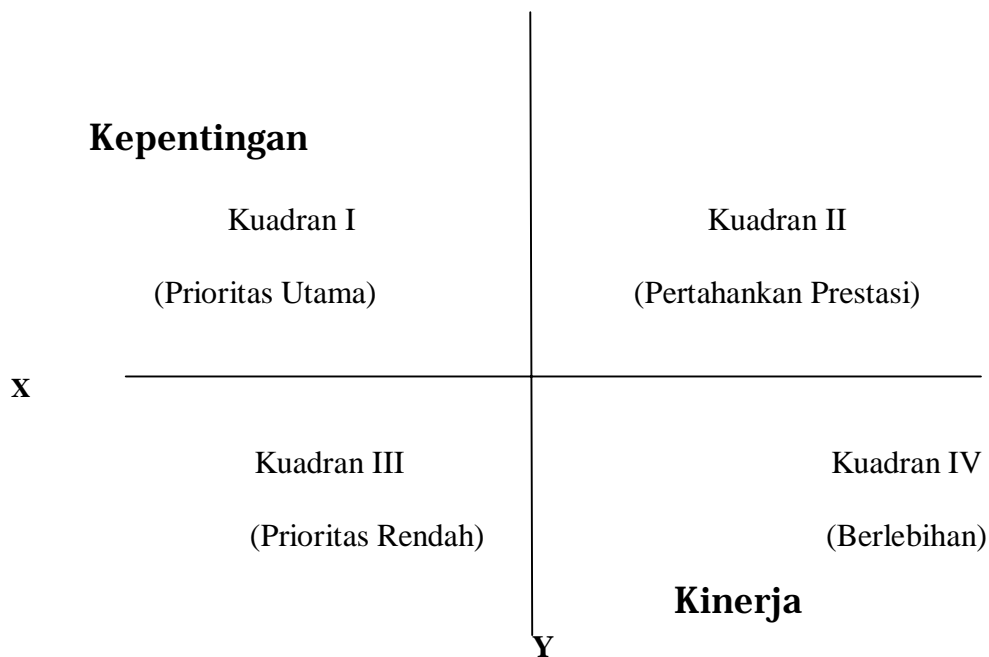 Kepentingan
Kuadran I
Kuadran II
(Prioritas Utama)
(Pertahankan Prestasi)
X
Kuadran III
Kuadran IV
(Prioritas Rendah)
(Berlebihan)
Kinerja
Y